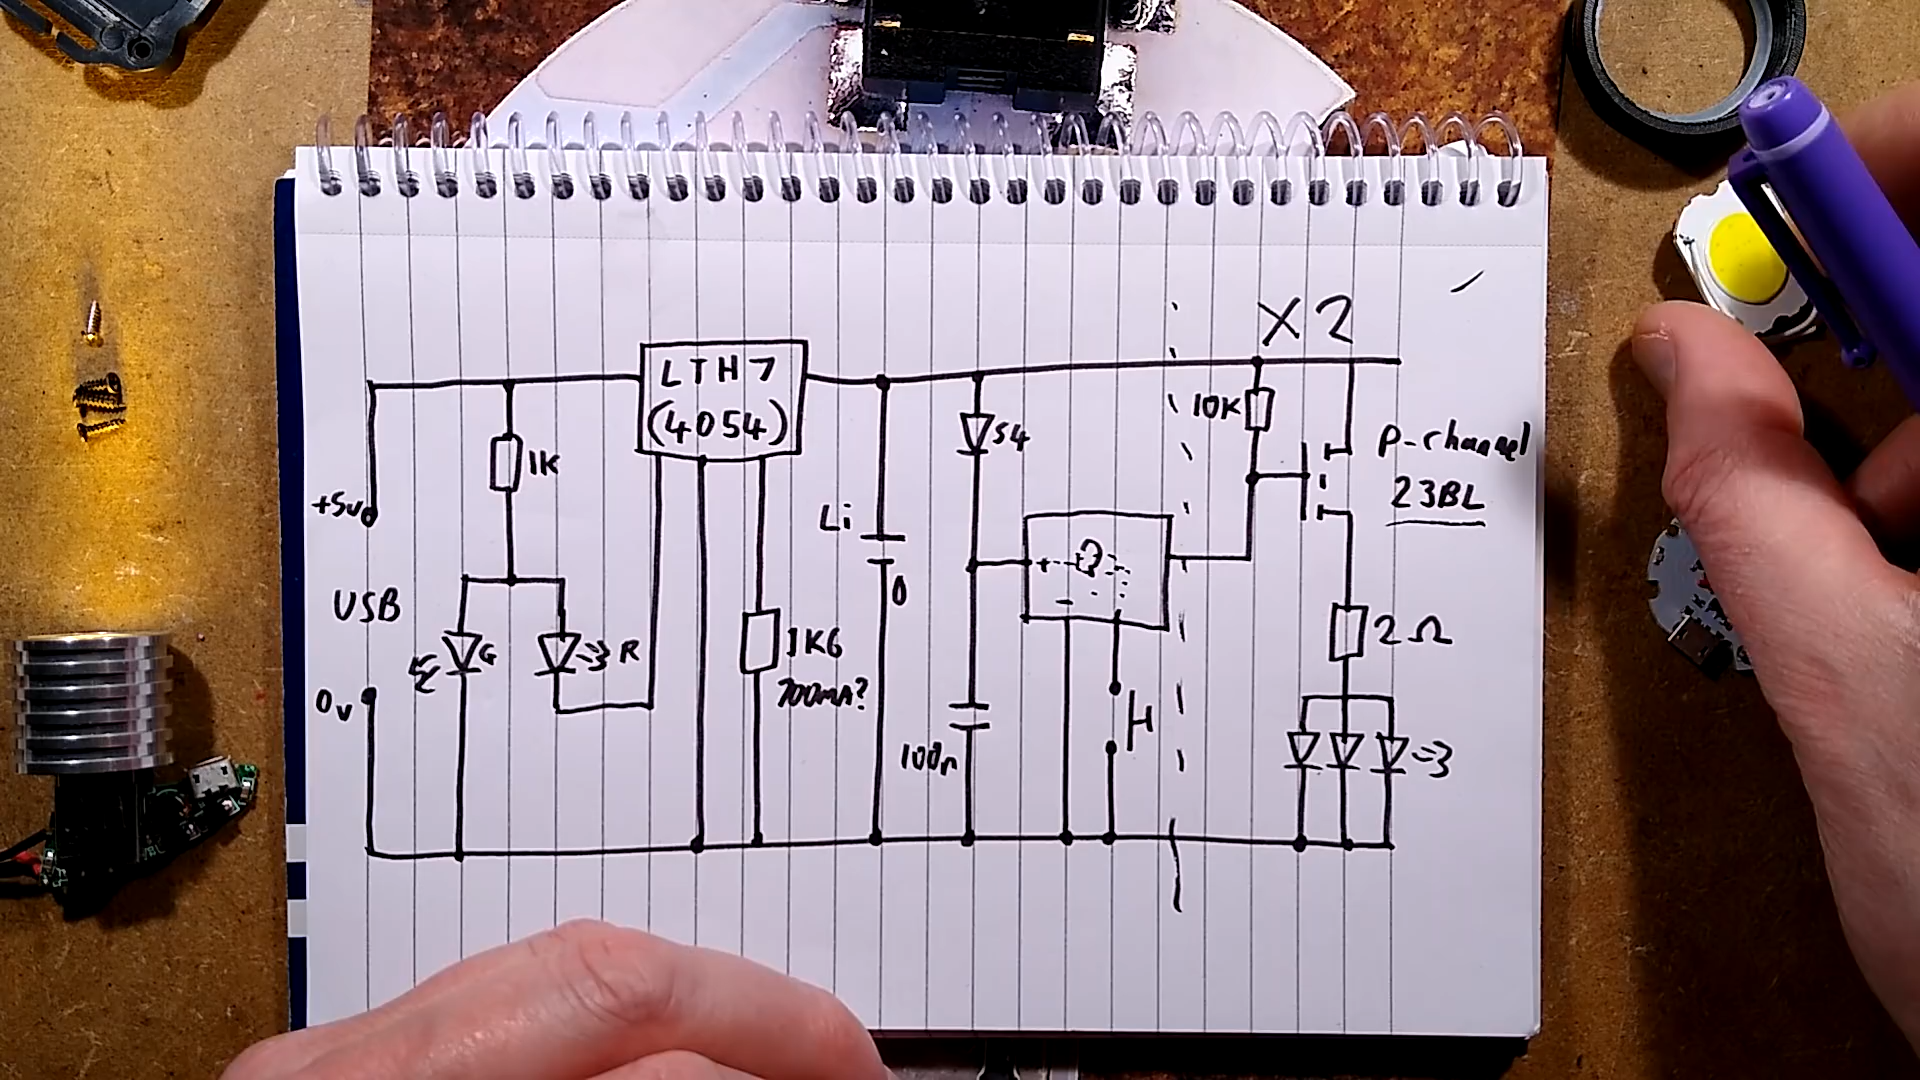 X2
LTH7
(4054)
10K
S4
1K
P-channel
23BL
+5v
Li
+ ? -
USB
2Ω
G
R
1K6
700mA?
0v
100n